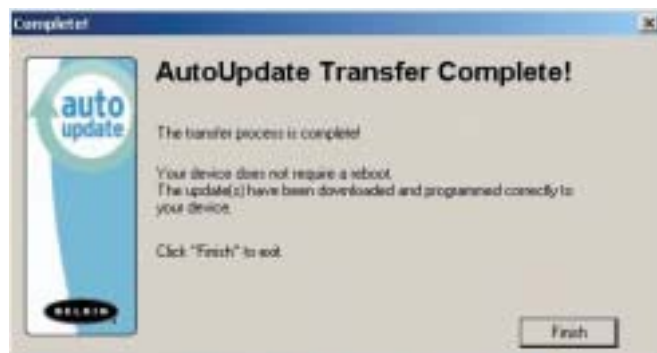 Complete!
AutoUpdate Transfer Complete!
auto
update
The transfer process is complete!
Your device does not require a reboot.
The update(s) have been downloaded and programmed correctly to
your device.
Click "Finish" to exit.
BELKIN
Finish